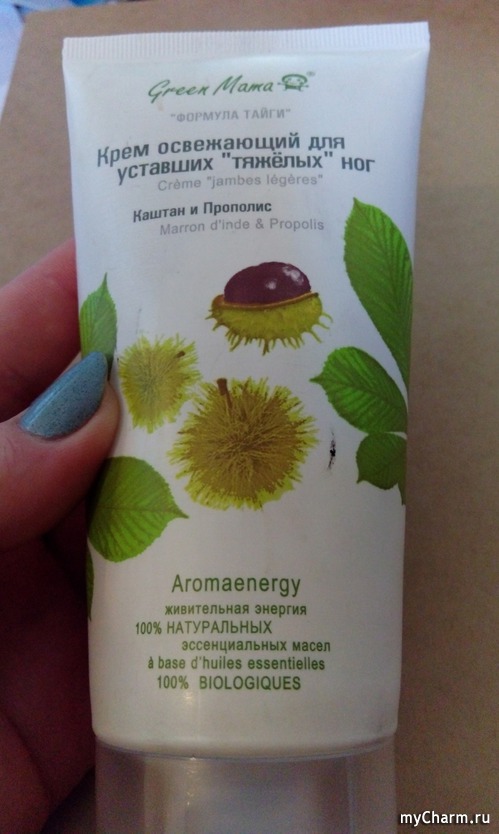 Green Mama
"ФОРМУЛА ТАЙГИ"
Крем освежающий для
уставших "тяжёлых" ног
Crème "jambes légères"
Каштан и Прополис
Marron d'inde & Propolis
Aromaenergy
живительная энергия
100% НАТУРАЛЬНЫХ
эссенциальных масел
à base d'huiles essentielles
100% BIOLOGIQUES
myCharm.ru